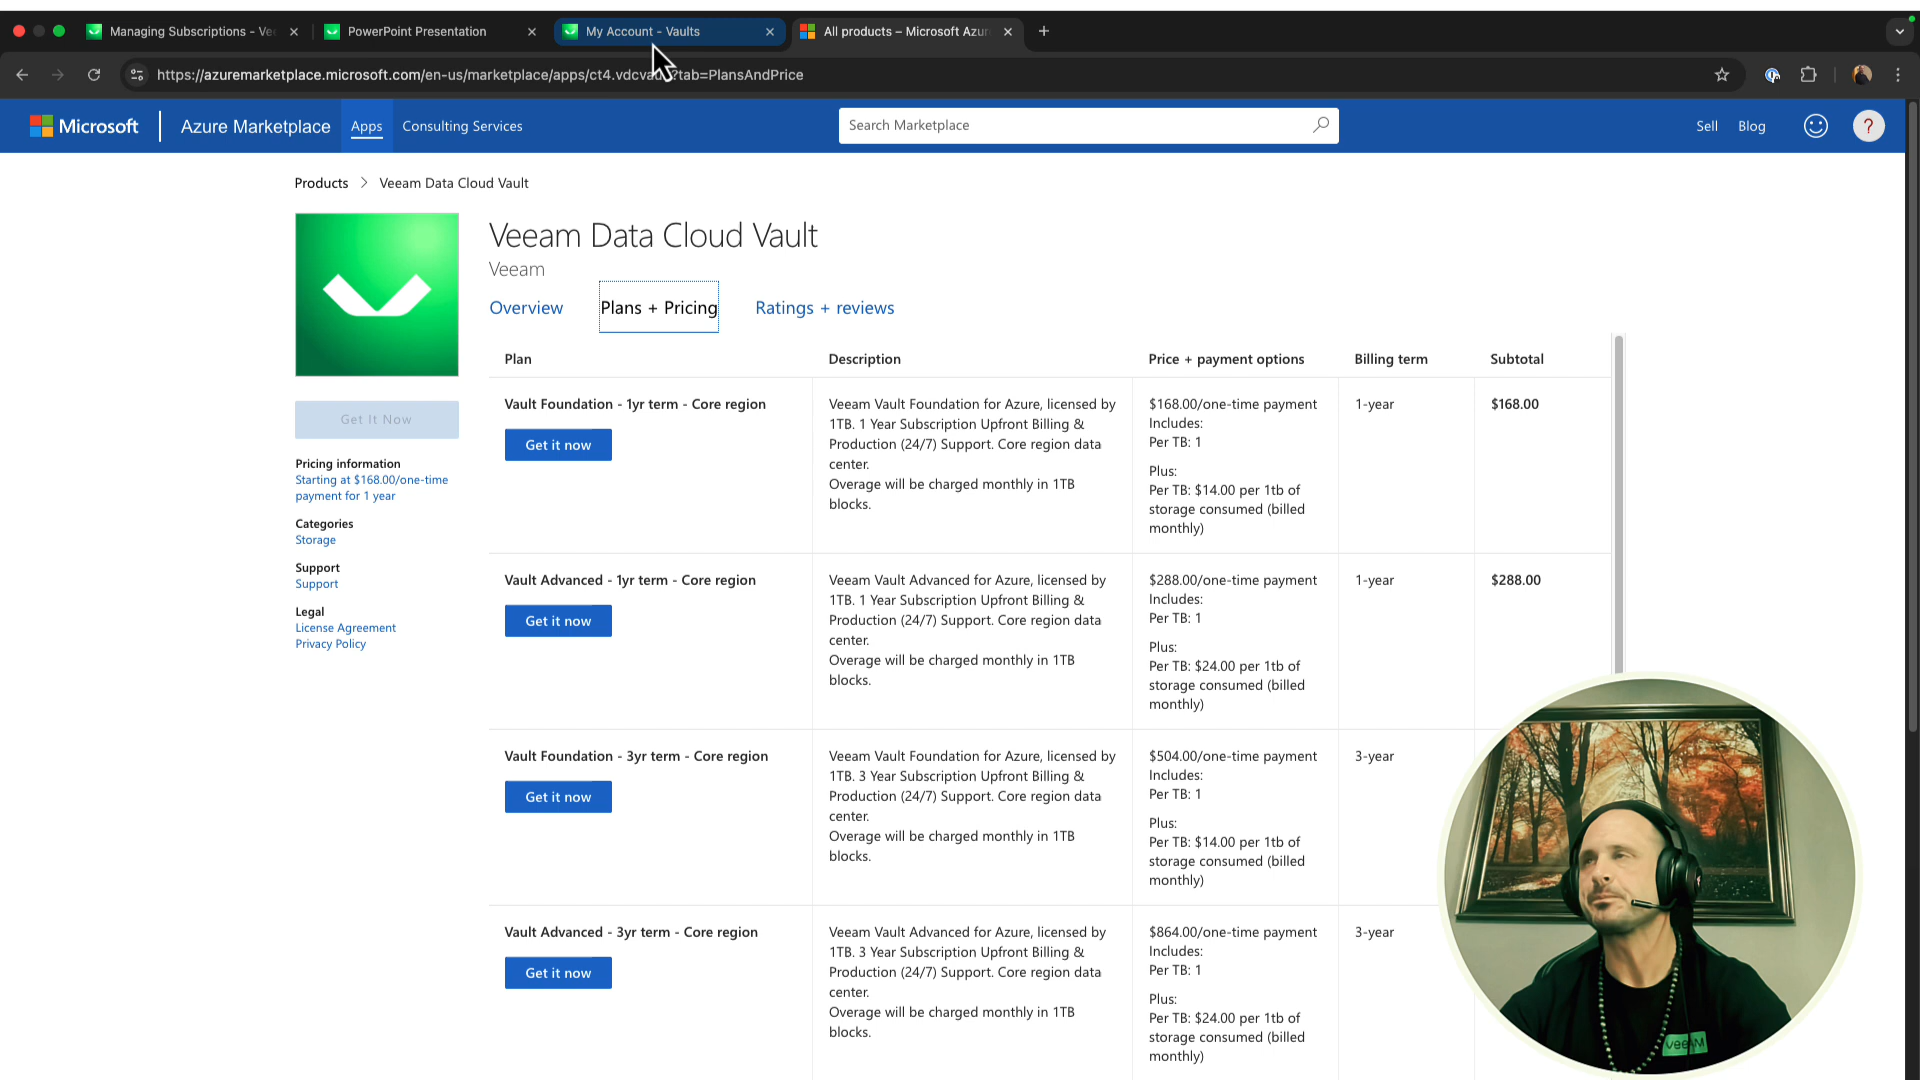 Managing Subscriptions - Ve
PowerPoint Presentation
My Account - Vaults
All products – Microsoft Azur
https://azuremarketplace.microsoft.com/en-us/marketplace/apps/ct4.vdcva ?tab=PlansAndPrice
Microsoft
Azure Marketplace
Apps
Consulting Services
Search Marketplace
Sell
Blog
?
Products > Veeam Data Cloud Vault
Veeam Data Cloud Vault
Veeam
Overview
Plans + Pricing
Ratings + reviews
Get It Now
Pricing information
Starting at $168.00/one-time
payment for 1 year
Categories
Storage
Support
Support
Legal
License Agreement
Privacy Policy
Plan
Description
Price + payment options
Billing term
Subtotal
Vault Foundation - 1yr term - Core region
Get it now
Veeam Vault Foundation for Azure, licensed by
1TB. 1 Year Subscription Upfront Billing &
Production (24/7) Support. Core region data
center.
Overage will be charged monthly in 1TB
blocks.
$168.00/one-time payment
Includes:
Per TB: 1
Plus:
Per TB: $14.00 per 1tb of
storage consumed (billed
monthly)
1-year
$168.00
Vault Advanced - 1yr term - Core region
Get it now
Veeam Vault Advanced for Azure, licensed by
1TB. 1 Year Subscription Upfront Billing &
Production (24/7) Support. Core region data
center.
Overage will be charged monthly in 1TB
blocks.
$288.00/one-time payment
Includes:
Per TB: 1
Plus:
Per TB: $24.00 per 1tb of
storage consumed (billed
monthly)
1-year
$288.00
Vault Foundation - 3yr term - Core region
Get it now
Veeam Vault Foundation for Azure, licensed by
1TB. 3 Year Subscription Upfront Billing &
Production (24/7) Support. Core region data
center.
Overage will be charged monthly in 1TB
blocks.
$504.00/one-time payment
Includes:
Per TB: 1
Plus:
Per TB: $14.00 per 1tb of
storage consumed (billed
monthly)
3-year
Vault Advanced - 3yr term - Core region
Get it now
Veeam Vault Advanced for Azure, licensed by
1TB. 3 Year Subscription Upfront Billing &
Production (24/7) Support. Core region data
center.
Overage will be charged monthly in 1TB
blocks.
$864.00/one-time payment
Includes:
Per TB: 1
Plus:
Per TB: $24.00 per 1tb of
storage consumed (billed
monthly)
3-year
veeAM